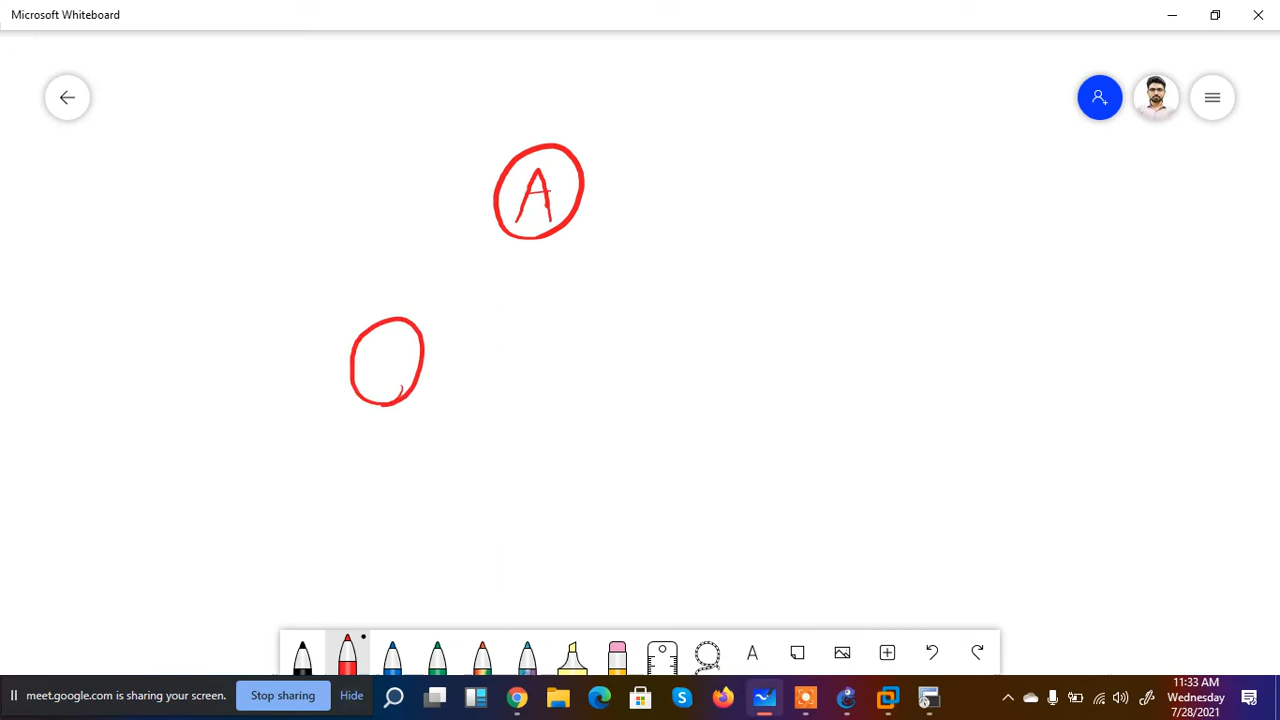 Microsoft Whiteboard
A
A
meet.google.com is sharing your screen.
Stop sharing
Hide
11:33 AM
Wednesday
7/28/2021